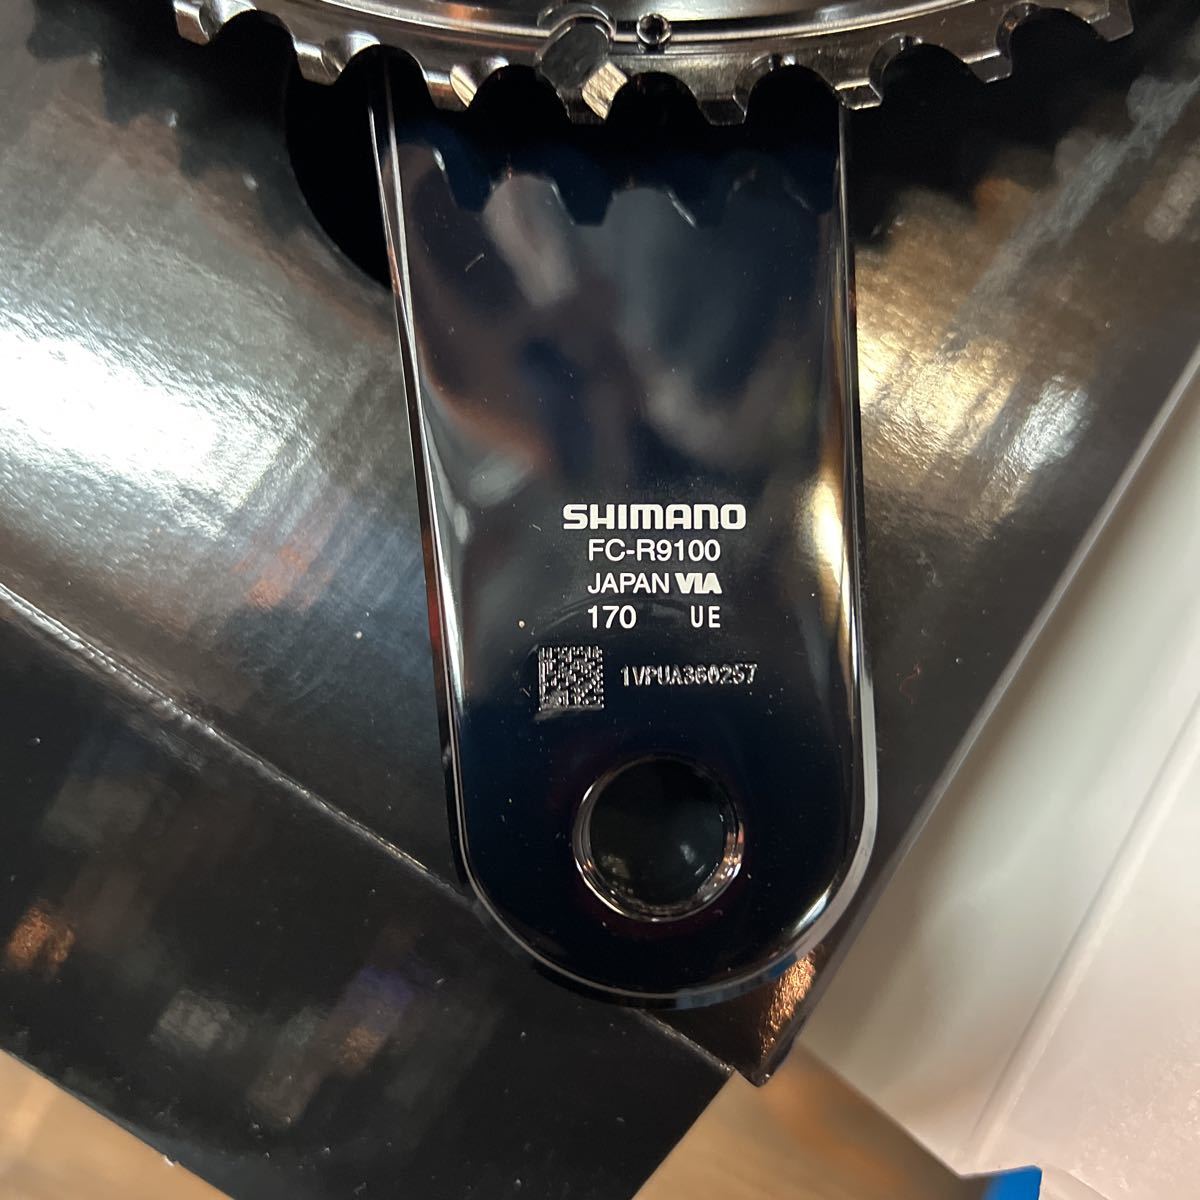 SHIMANO
FC-R9100
JAPAN VIA
170 UE
1VPUA360257